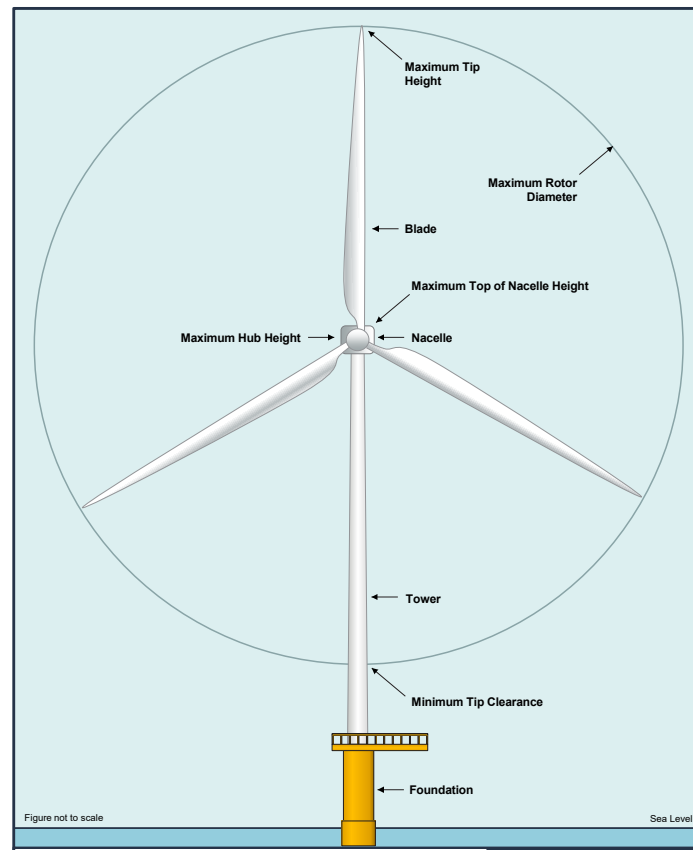 Maximum Tip
Height
Maximum Rotor
Diameter
Blade
Maximum Top of Nacelle Height
Maximum Hub Height
Nacelle
Tower
Minimum Tip Clearance
Foundation
Figure not to scale
Sea Level